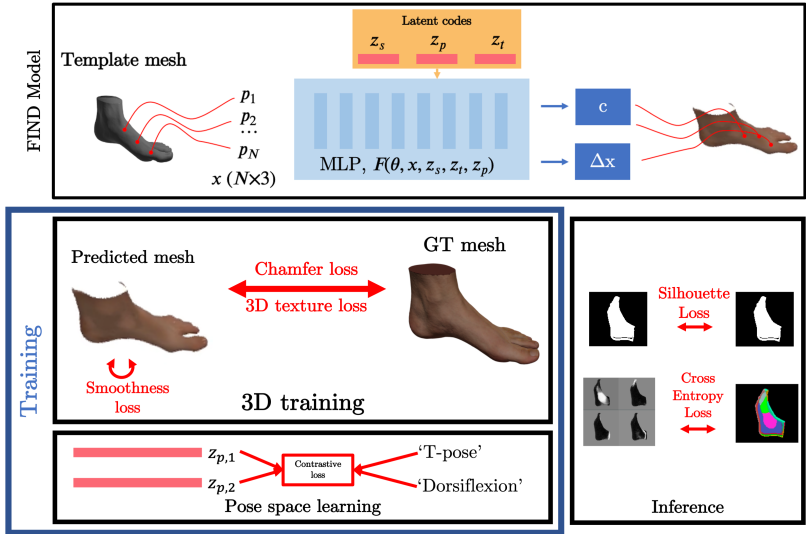 FIND Model
Template mesh
p_1
p_2
...
p_N
x (N×3)
Latent codes
z_s z_p z_t
MLP, F(θ, x, z_s, z_t, z_p)
c
Δx
Training
Predicted mesh
GT mesh
Chamfer loss
3D texture loss
Smoothness
loss
3D training
z_{p,1}
z_{p,2}
Contrastive
loss
‘T-pose’
‘Dorsiflexion’
Pose space learning
Silhouette
Loss
Cross
Entropy
Loss
Inference